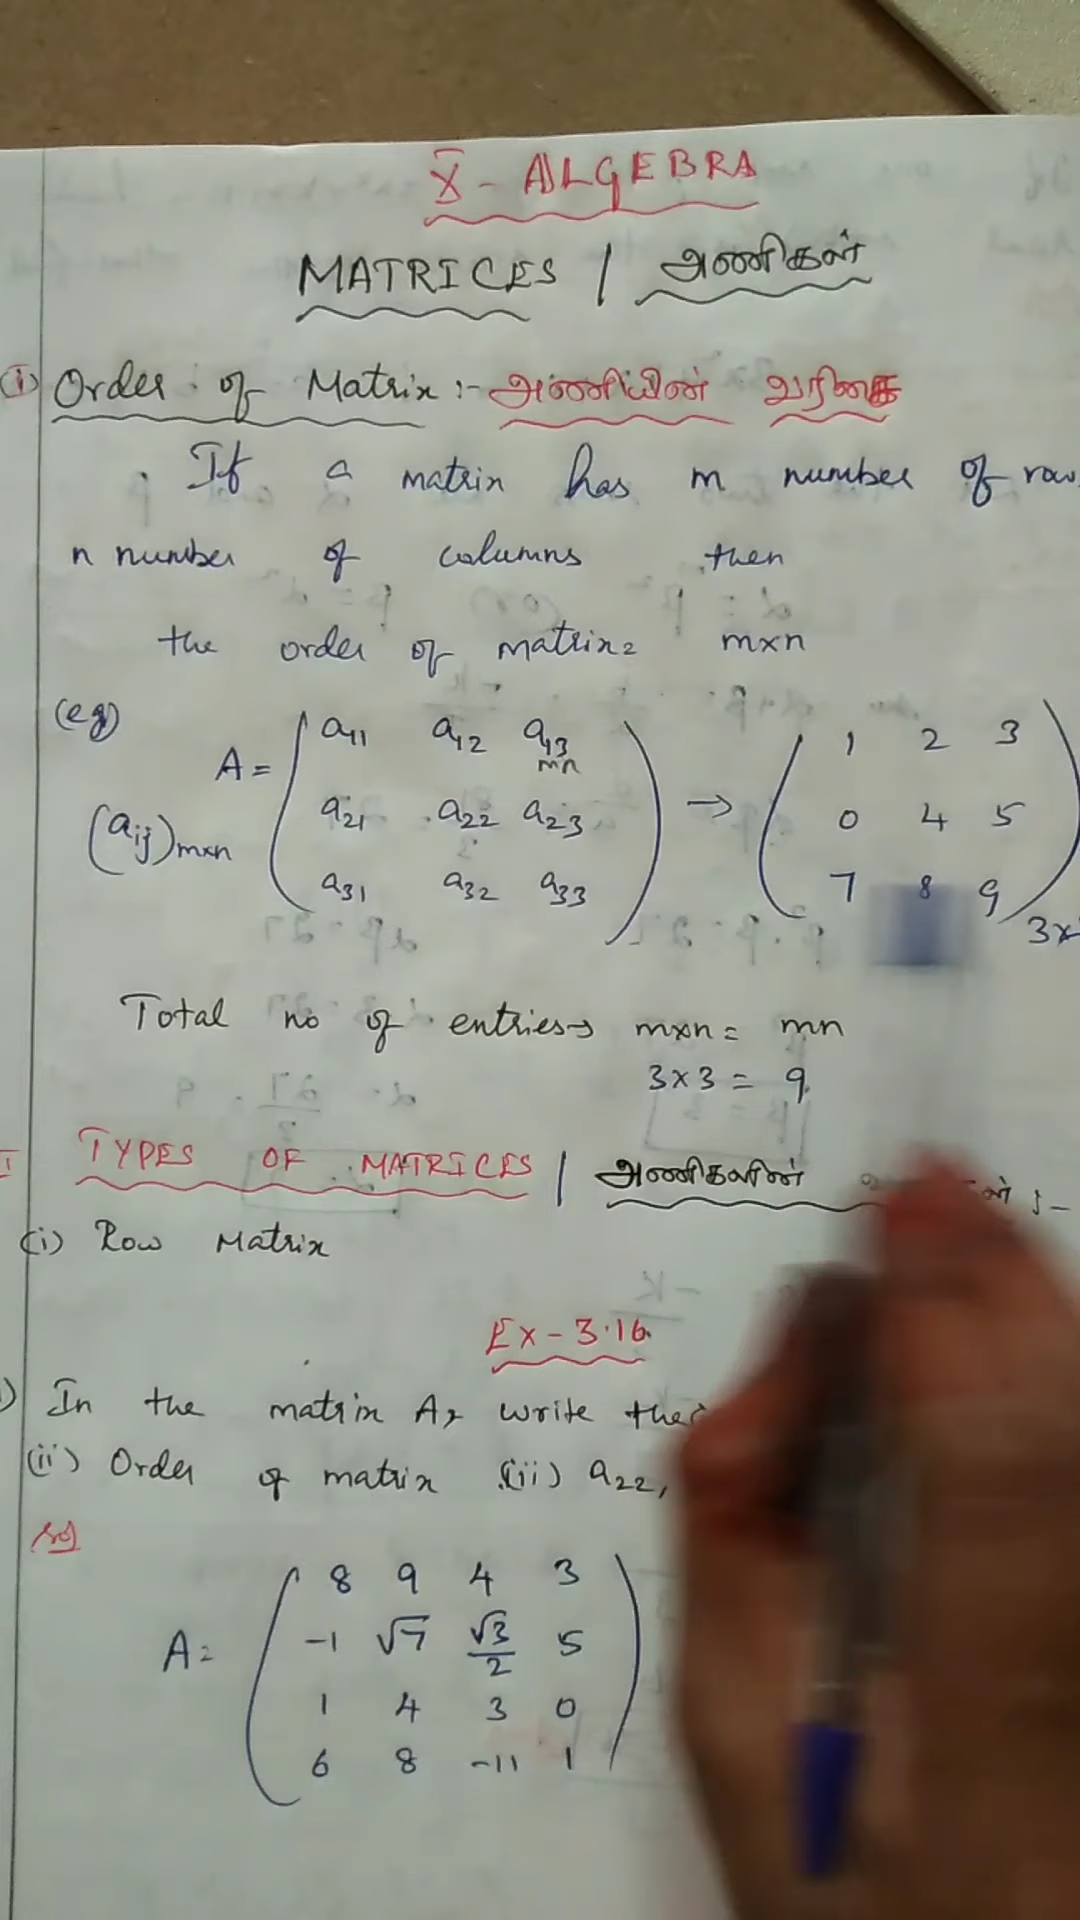 X - ALGEBRA
MATRICES / அணிகள்
(i) Order of Matrix :- அணியின் வரிசை
If a matrix has m number of row
n number of columns then
the order of matrix = m×n
(eg)
A = ( a11 a12 a13 ) → ( 1 2 3 )
mn
(aij)m×n ( a21 a22 a23 ) ( 0 4 5 )
( a31 a32 a33 ) ( 7 8 9 ) 3×
Total no of entries → m×n = mn
3×3 = 9
TYPES OF MATRICES / அணிகளின் :-
(i) Row Matrix
Ex - 3.16
In the matrix A, write the
(ii) Order of matrix (iii) a22,
A = ( 8 9 4 3 )
( -1 √7 √3/2 5 )
( 1 4 3 0 )
( 6 8 -11 1 )